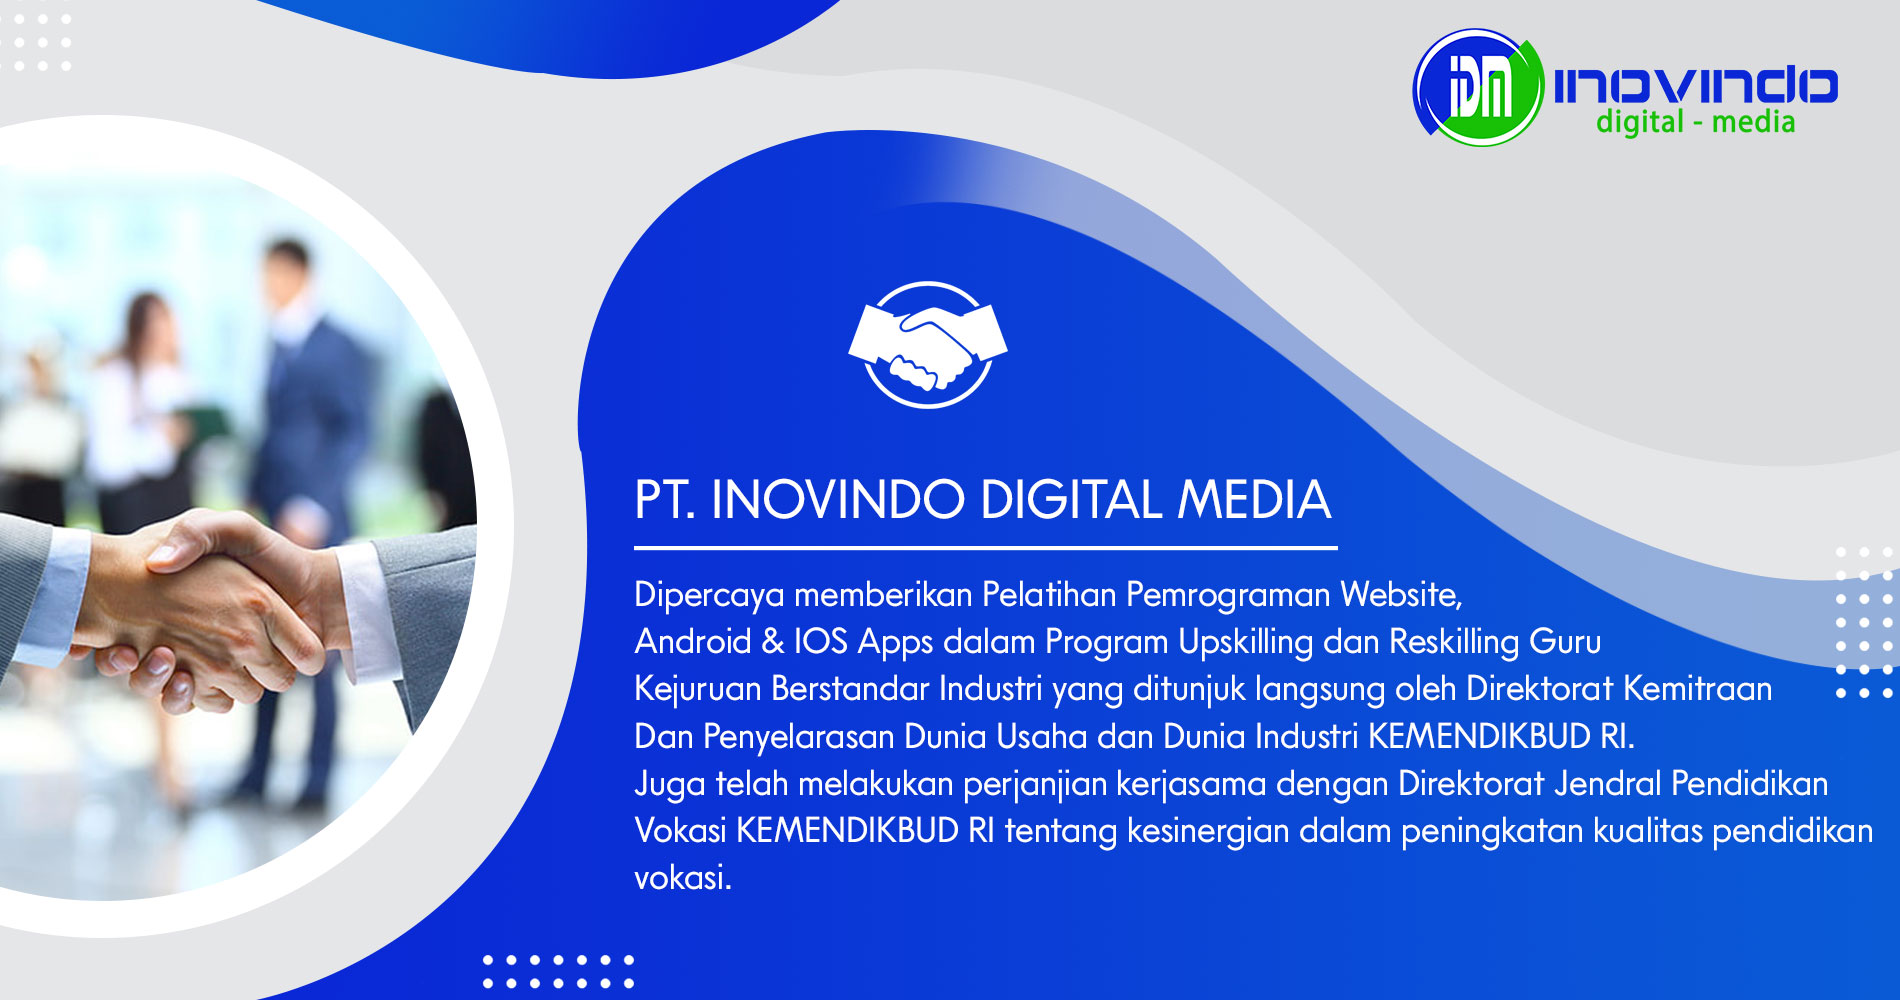 IDM
INOVINDO
digital - media
PT. INOVINDO DIGITAL MEDIA
Dipercaya memberikan Pelatihan Pemrograman Website,
Android & IOS Apps dalam Program Upskilling dan Reskilling Guru
Kejuruan Berstandar Industri yang ditunjuk langsung oleh Direktorat Kemitraan
Dan Penyelarasan Dunia Usaha dan Dunia Industri KEMENDIKBUD RI.
Juga telah melakukan perjanjian kerjasama dengan Direktorat Jendral Pendidikan
Vokasi KEMENDIKBUD RI tentang kesinergian dalam peningkatan kualitas pendidikan
vokasi.